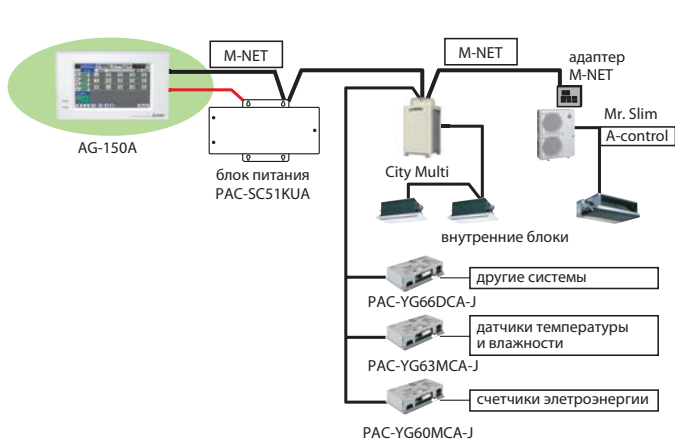 M-NET
M-NET
адаптер
M-NET
AG-150A
блок питания
PAC-SC51KUA
City Multi
Mr. Slim
A-control
внутренние блоки
другие системы
PAC-YG66DCA-J
датчики температуры
и влажности
PAC-YG63MCA-J
счетчики элетроэнергии
PAC-YG60MCA-J